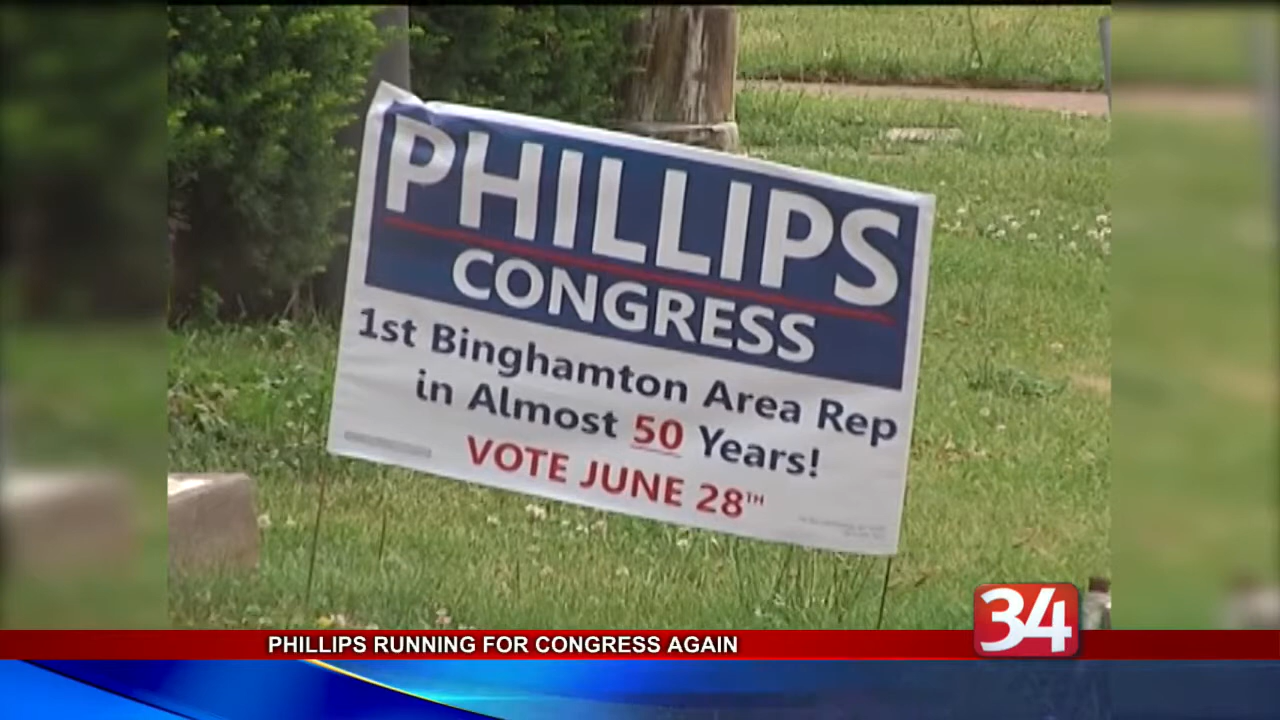 PHILLIPS
CONGRESS
1st Binghamton Area Rep
in Almost 50 Years!
VOTE JUNE 28TH
34
PHILLIPS RUNNING FOR CONGRESS AGAIN